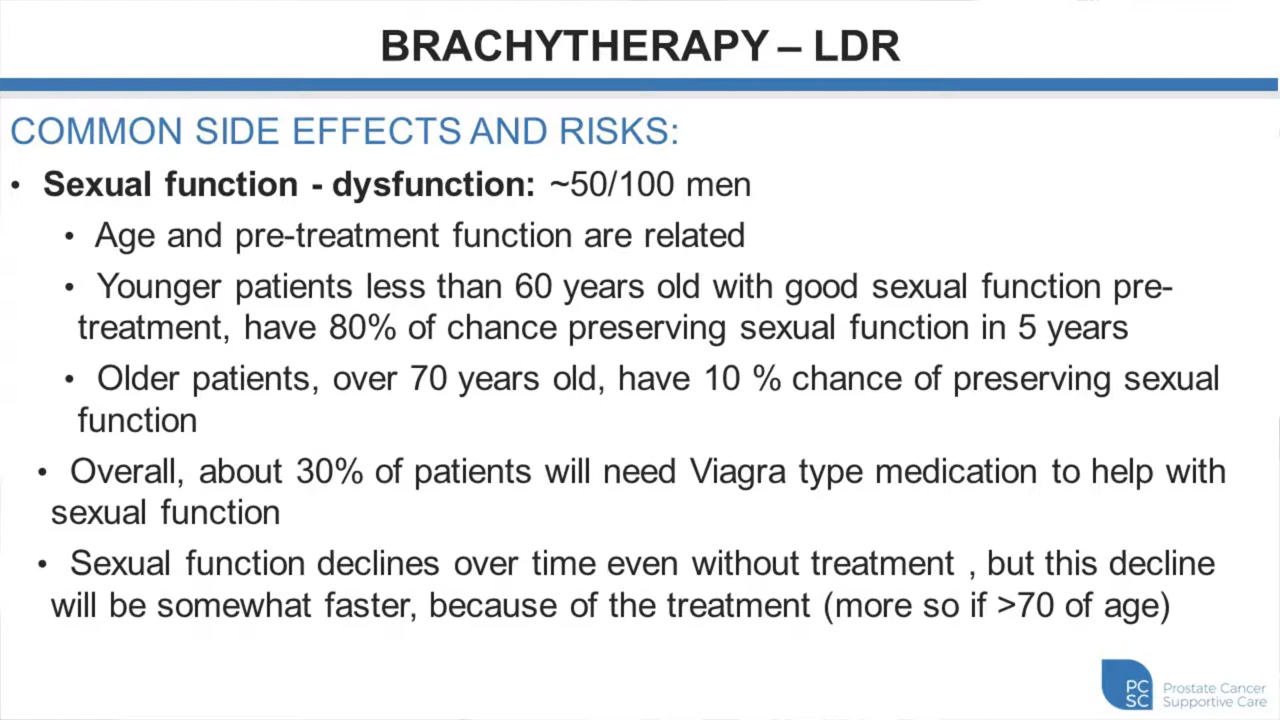 BRACHYTHERAPY – LDR
COMMON SIDE EFFECTS AND RISKS:
• Sexual function - dysfunction: ~50/100 men
• Age and pre-treatment function are related
• Younger patients less than 60 years old with good sexual function pre-
treatment, have 80% of chance preserving sexual function in 5 years
• Older patients, over 70 years old, have 10 % chance of preserving sexual
function
• Overall, about 30% of patients will need Viagra type medication to help with
sexual function
• Sexual function declines over time even without treatment , but this decline
will be somewhat faster, because of the treatment (more so if >70 of age)
PC
SC
Prostate Cancer
Supportive Care